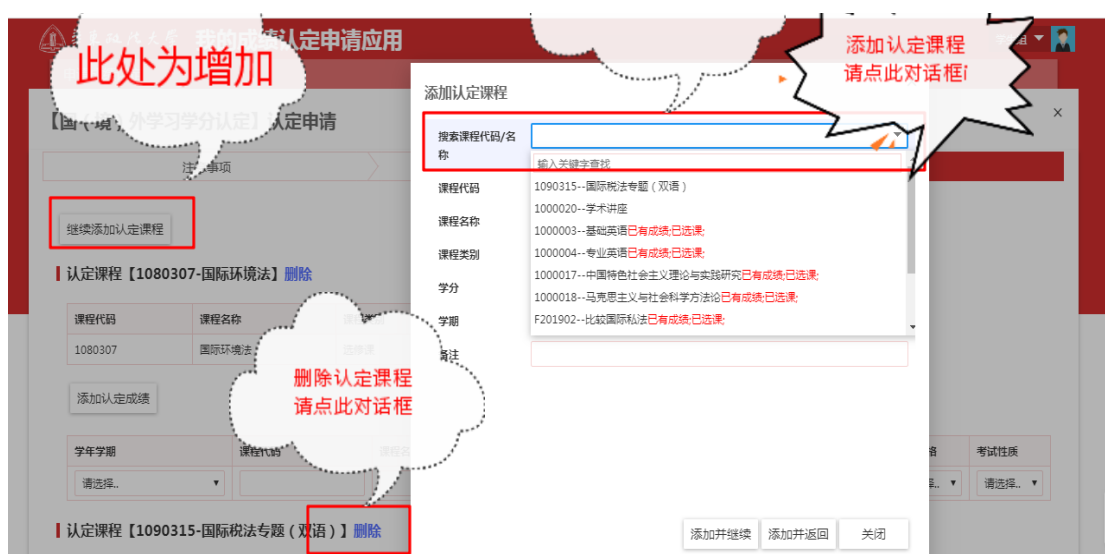 我的成绩认定申请应用
此处为增加
添加认定课程
请点此对话框
【国（境）外学习学分认定】认定申请
×
注意事项
继续添加认定课程
认定课程【1080307-国际环境法】删除
课程代码 课程名称
1080307 国际环境法
添加认定成绩
删除认定课程
请点此对话框
学年学期 课程代码
请选择..
考试性质
请选择..
认定课程【1090315-国际税法专题（双语）】删除
添加认定课程
搜索课程代码/名称
输入关键字查找
课程代码
1090315--国际税法专题（双语）
1000020--学术讲座
课程名称
1000003--基础英语已有成绩;已选课;
课程类别
1000004--专业英语已有成绩;已选课;
1000017--中国特色社会主义理论与实践研究已有成绩;已选课;
学分
1000018--马克思主义与社会科学方法论已有成绩;已选课;
学期
F201902--比较国际私法已有成绩;已选课;
备注
添加并继续 添加并返回 关闭